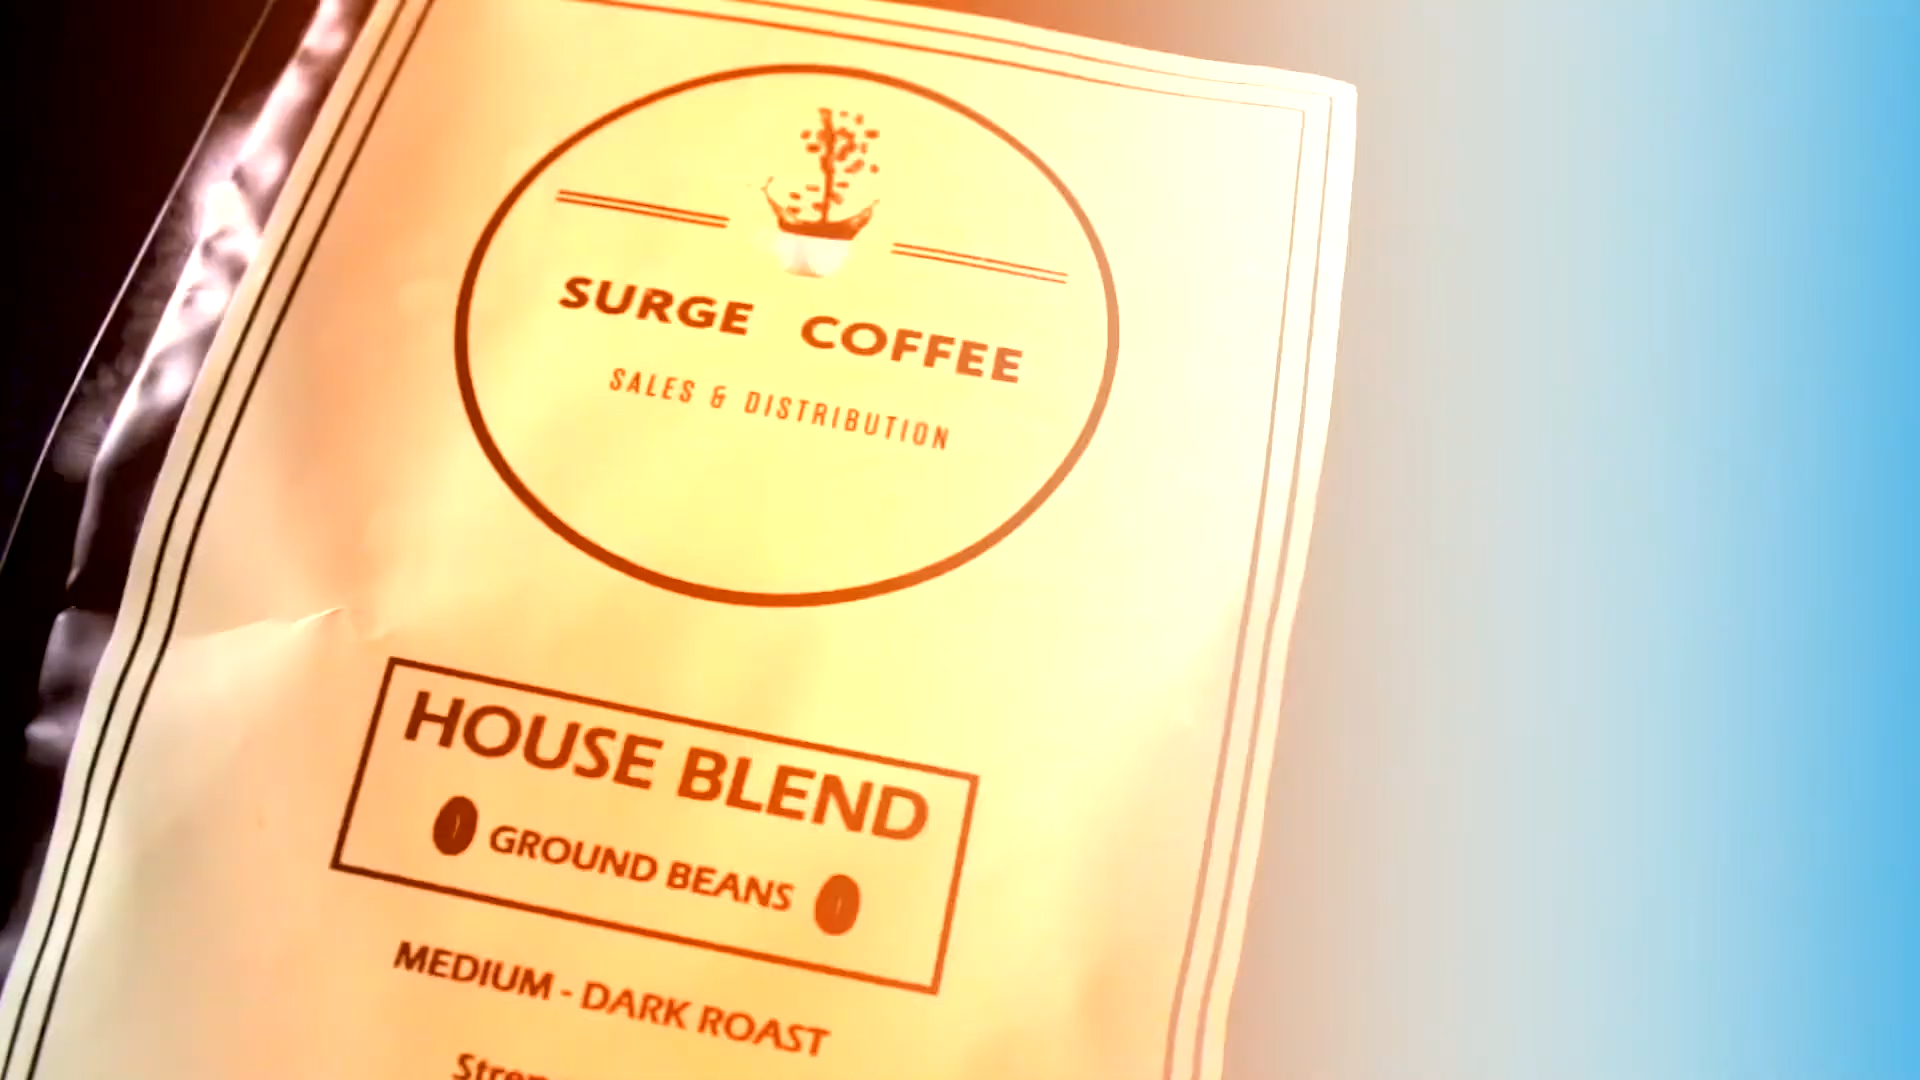 SURGE COFFEE
SALES & DISTRIBUTION
HOUSE BLEND
GROUND BEANS
MEDIUM - DARK ROAST